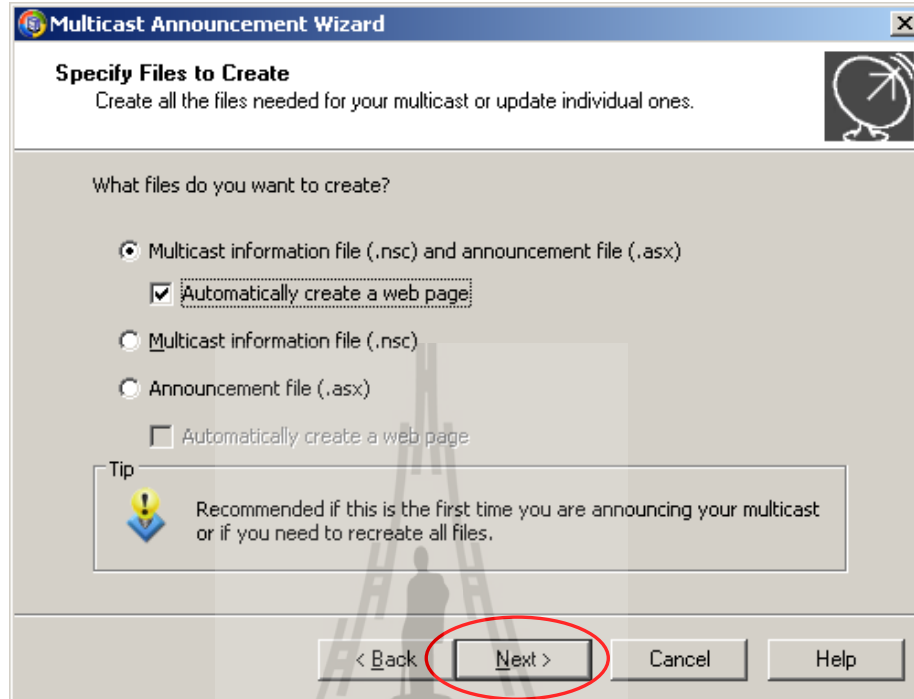 Multicast Announcement Wizard
Specify Files to Create
Create all the files needed for your multicast or update individual ones.
What files do you want to create?
Multicast information file (.nsc) and announcement file (.asx)
Automatically create a web page
Multicast information file (.nsc)
Announcement file (.asx)
Automatically create a web page
Tip
Recommended if this is the first time you are announcing your multicast
or if you need to recreate all files.
< Back
Next >
Cancel
Help